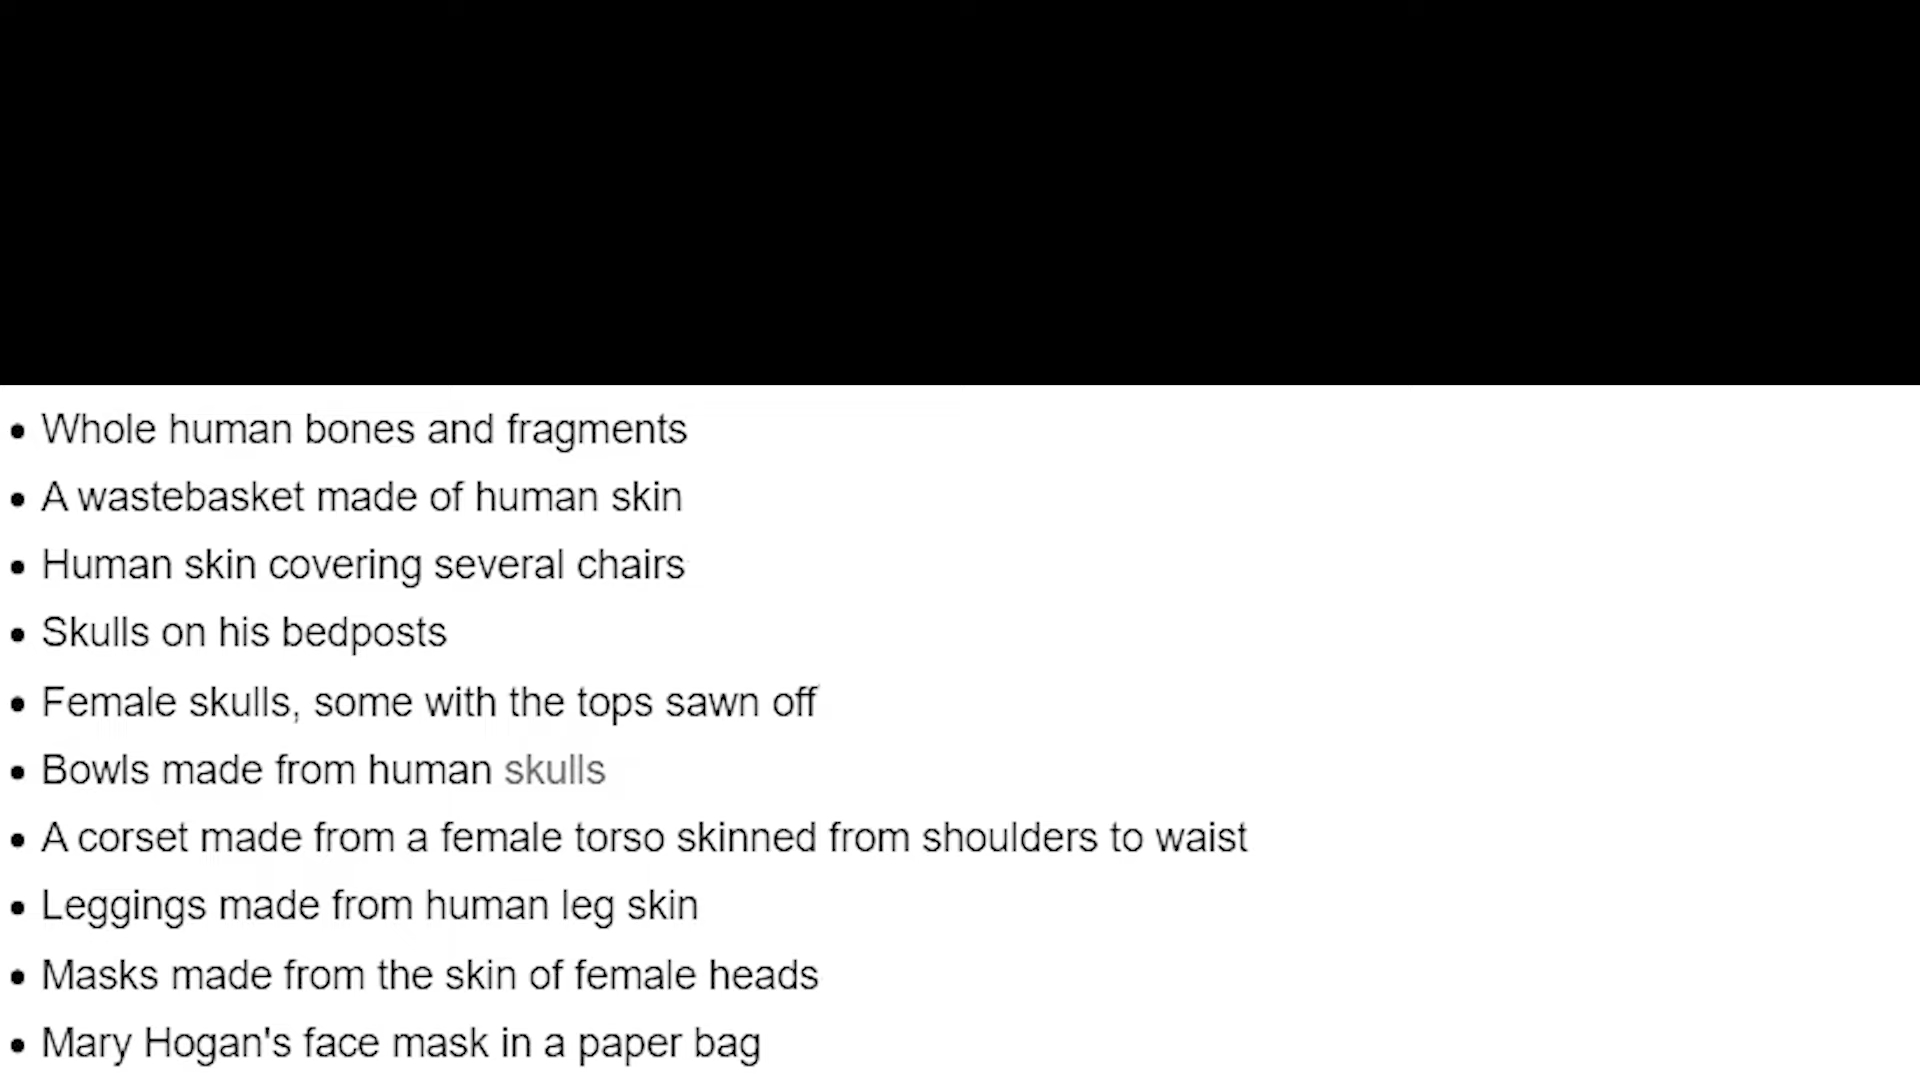 • Whole human bones and fragments
• A wastebasket made of human skin
• Human skin covering several chairs
• Skulls on his bedposts
• Female skulls, some with the tops sawn off
• Bowls made from human skulls
• A corset made from a female torso skinned from shoulders to waist
• Leggings made from human leg skin
• Masks made from the skin of female heads
• Mary Hogan's face mask in a paper bag